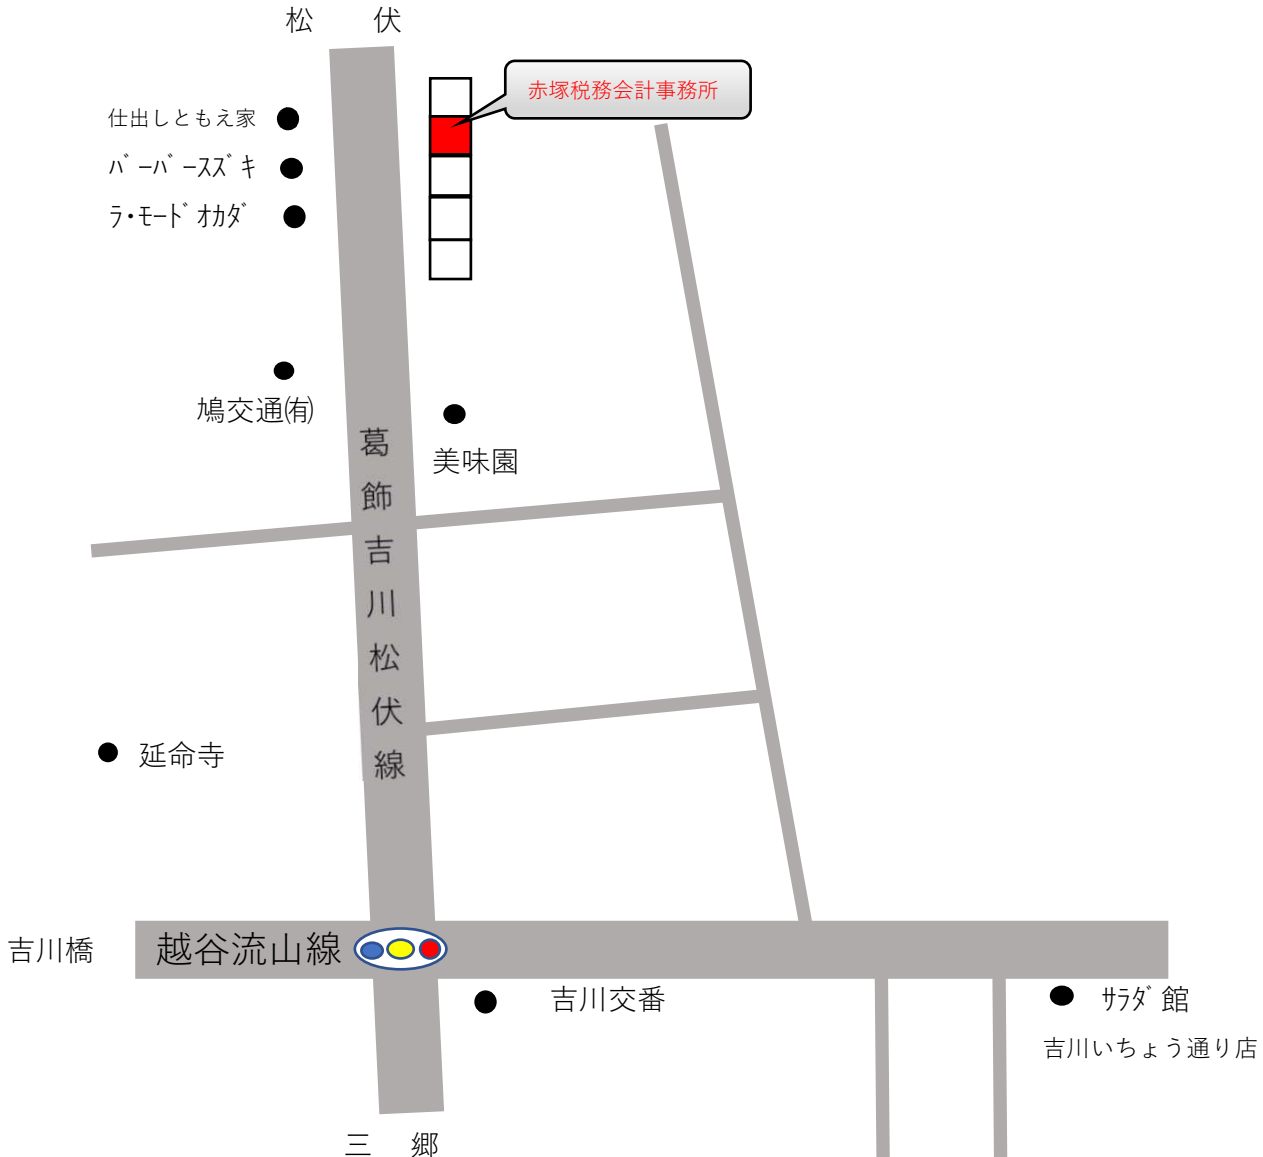 松　伏
赤塚税務会計事務所
仕出しともえ家
ﾊﾞｰﾊﾞｰｽｽﾞｷ
ﾗ・ﾓｰﾄﾞｵｶﾀﾞ
鳩交通㈲
美味園
葛飾吉川松伏線
延命寺
吉川橋
越谷流山線
吉川交番
ｻﾗﾀﾞ館
吉川いちょう通り店
三　郷